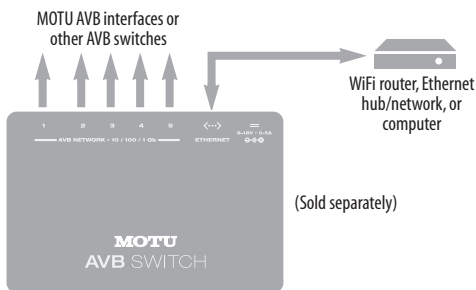 MOTU AVB interfaces or
other AVB switches
WiFi router, Ethernet
hub/network, or
computer
1 2 3 4 5 <···>
AVB NETWORK • 10 / 100 / 1 Gb ETHERNET
(Sold separately)
MOTU
AVB SWITCH